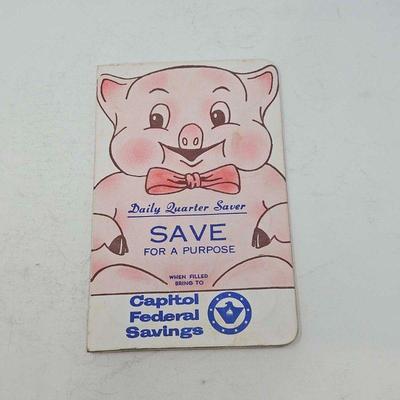 Daily Quarter Saver
SAVE
FOR A PURPOSE
WHEN FILLED
BRING TO
Capitol
Federal
Savings